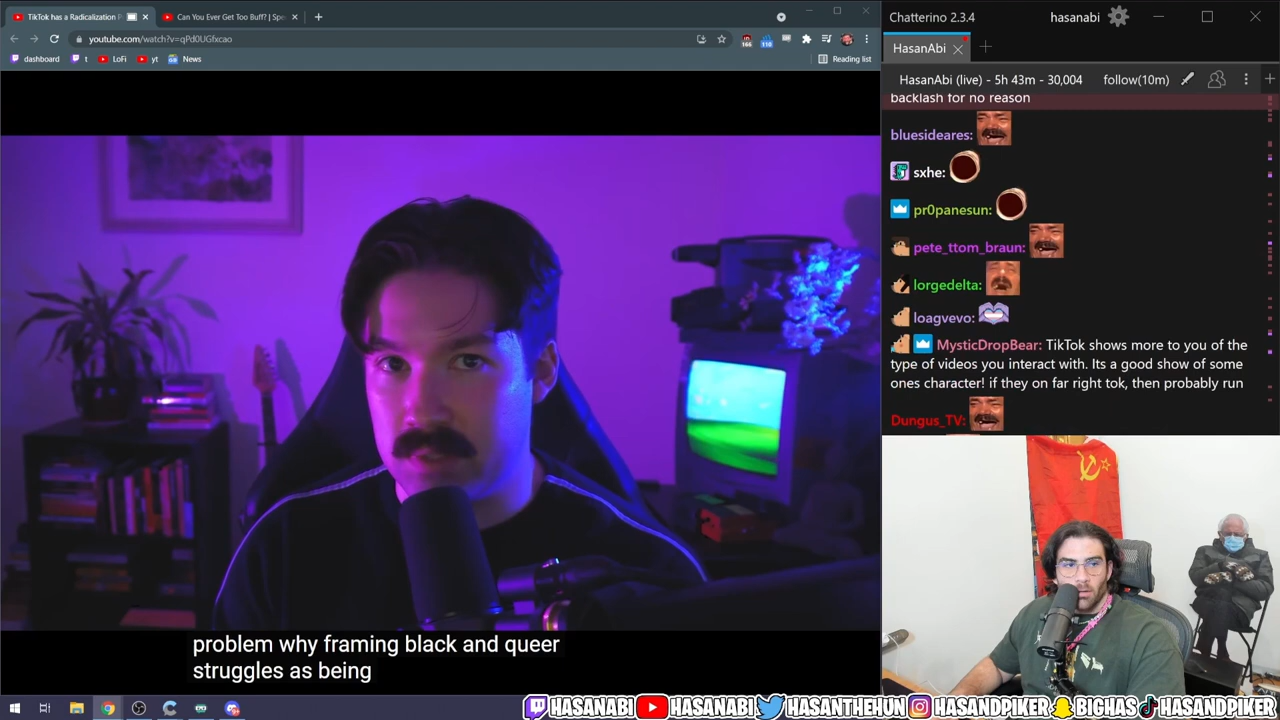 TikTok has a Radicalization P
Can You Ever Get Too Buff? | Spe
youtube.com/watch?v=qPd0UGfxcao
166
116
dashboard
t
LoFi
yt
News
Reading list
problem why framing black and queer
struggles as being
Chatterino 2.3.4
hasanabi
HasanAbi
HasanAbi (live) - 5h 43m - 30,004
follow(10m)
backlash for no reason
bluesideares:
sxhe:
pr0panesun:
pete_ttom_braun:
lorgedelta:
loagvevo:
MysticDropBear: TikTok shows more to you of the
type of videos you interact with. Its a good show of some
ones character! if they on far right tok, then probably run
Dungus_TV:
HASANABI
HASANABI
HASANTHEHUN
HASANDPIKER
BIGHAS
HASANDPIKER